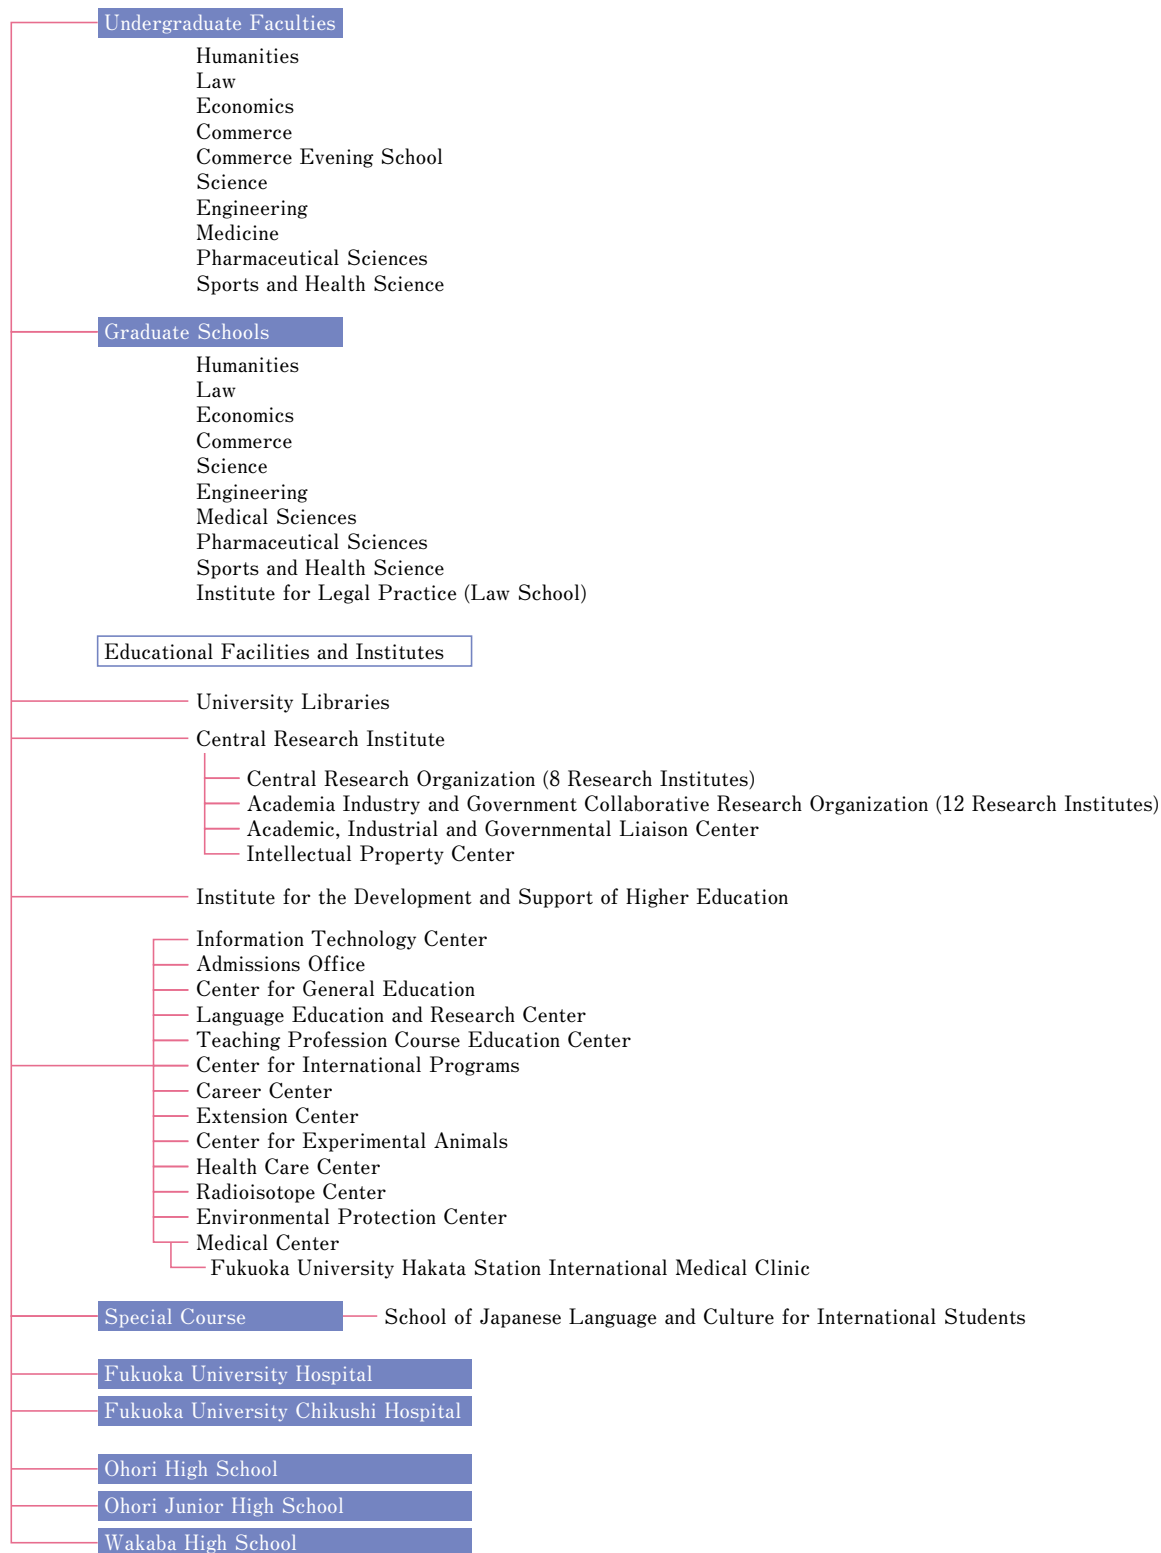 Undergraduate Faculties
Humanities
Law
Economics
Commerce
Commerce Evening School
Science
Engineering
Medicine
Pharmaceutical Sciences
Sports and Health Science
Graduate Schools
Humanities
Law
Economics
Commerce
Science
Engineering
Medical Sciences
Pharmaceutical Sciences
Sports and Health Science
Institute for Legal Practice (Law School)
Educational Facilities and Institutes
University Libraries
Central Research Institute
Central Research Organization (8 Research Institutes)
Academia Industry and Government Collaborative Research Organization (12 Research Institutes)
Academic, Industrial and Governmental Liaison Center
Intellectual Property Center
Institute for the Development and Support of Higher Education
Information Technology Center
Admissions Office
Center for General Education
Language Education and Research Center
Teaching Profession Course Education Center
Center for International Programs
Career Center
Extension Center
Center for Experimental Animals
Health Care Center
Radioisotope Center
Environmental Protection Center
Medical Center
Fukuoka University Hakata Station International Medical Clinic
Special Course School of Japanese Language and Culture for International Students
Fukuoka University Hospital
Fukuoka University Chikushi Hospital
Ohori High School
Ohori Junior High School
Wakaba High School